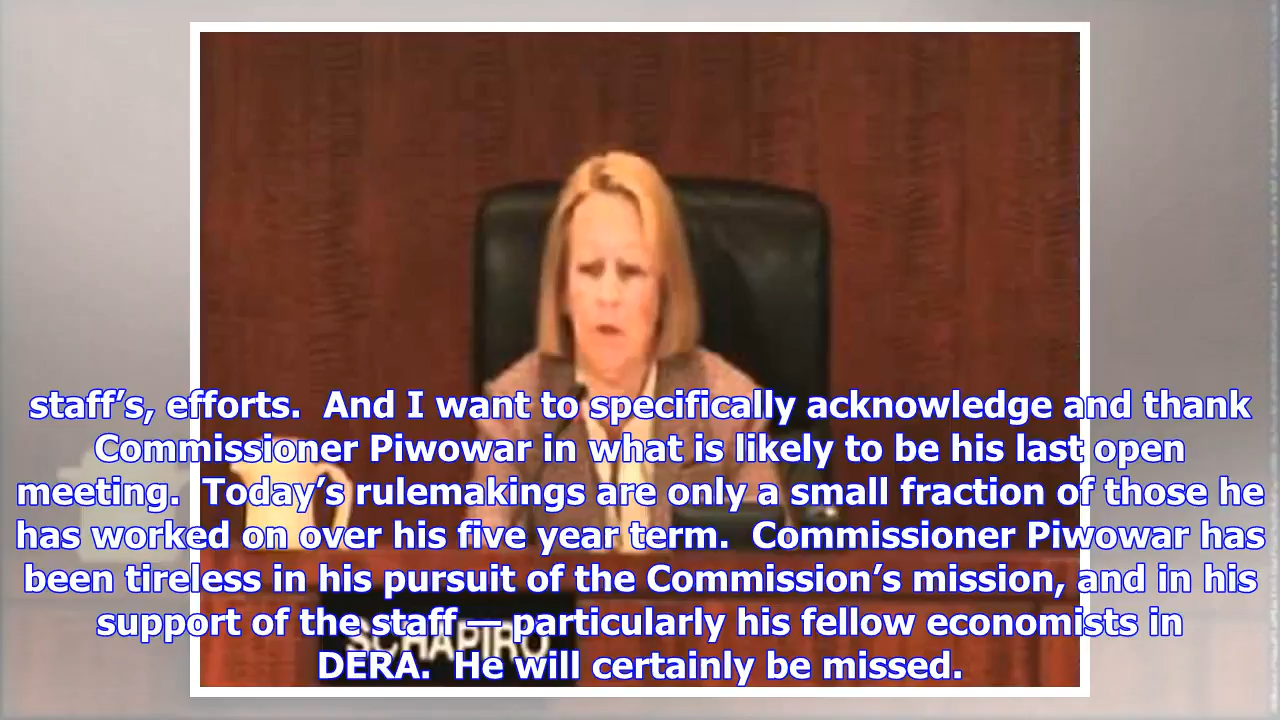 staff’s, efforts.  And I want to specifically acknowledge and thank
Commissioner Piwowar in what is likely to be his last open
meeting.  Today’s rulemakings are only a small fraction of those he
has worked on over his five year term.  Commissioner Piwowar has
been tireless in his pursuit of the Commission’s mission, and in his
support of the staff — particularly his fellow economists in
SCHAPIRO
DERA.  He will certainly be missed.